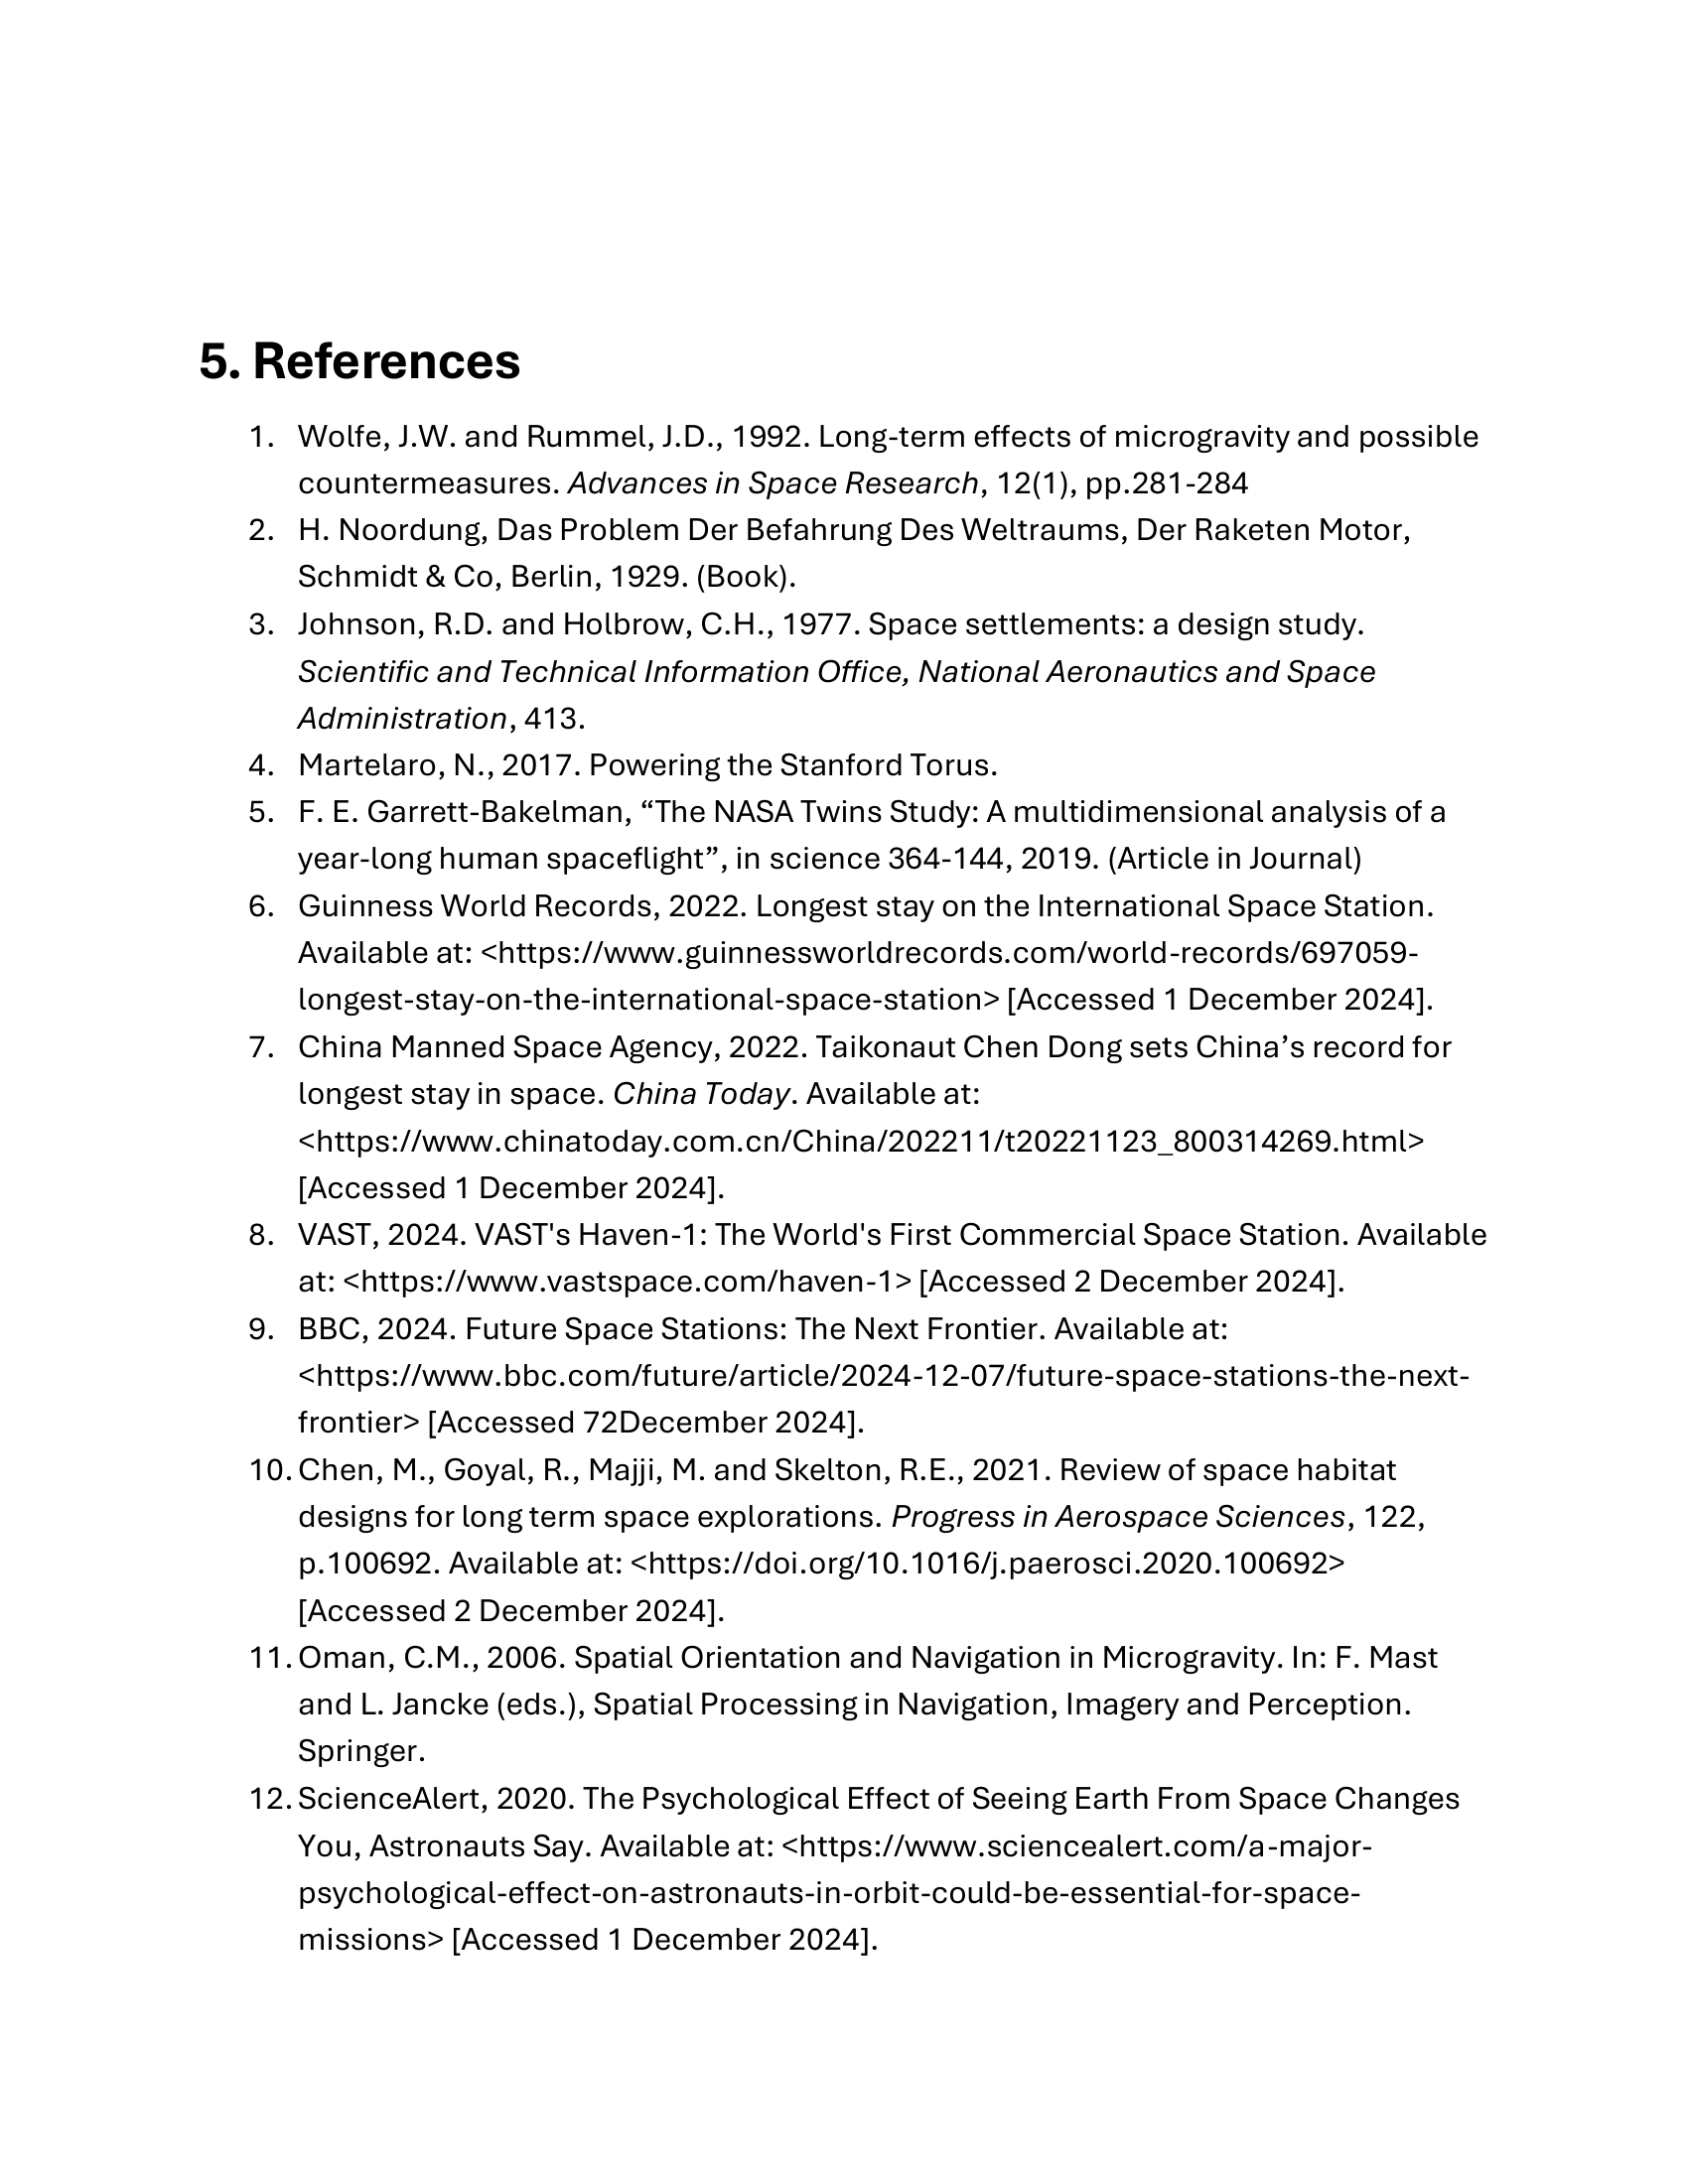 5. References
1. Wolfe, J.W. and Rummel, J.D., 1992. Long-term effects of microgravity and possible
countermeasures. Advances in Space Research, 12(1), pp.281-284
2. H. Noordung, Das Problem Der Befahrung Des Weltraums, Der Raketen Motor,
Schmidt & Co, Berlin, 1929. (Book).
3. Johnson, R.D. and Holbrow, C.H., 1977. Space settlements: a design study.
Scientific and Technical Information Office, National Aeronautics and Space
Administration, 413.
4. Martelaro, N., 2017. Powering the Stanford Torus.
5. F. E. Garrett-Bakelman, “The NASA Twins Study: A multidimensional analysis of a
year-long human spaceflight”, in science 364-144, 2019. (Article in Journal)
6. Guinness World Records, 2022. Longest stay on the International Space Station.
Available at: <https://www.guinnessworldrecords.com/world-records/697059-
longest-stay-on-the-international-space-station> [Accessed 1 December 2024].
7. China Manned Space Agency, 2022. Taikonaut Chen Dong sets China’s record for
longest stay in space. China Today. Available at:
<https://www.chinatoday.com.cn/China/202211/t20221123_800314269.html>
[Accessed 1 December 2024].
8. VAST, 2024. VAST's Haven-1: The World's First Commercial Space Station. Available
at: <https://www.vastspace.com/haven-1> [Accessed 2 December 2024].
9. BBC, 2024. Future Space Stations: The Next Frontier. Available at:
<https://www.bbc.com/future/article/2024-12-07/future-space-stations-the-next-
frontier> [Accessed 72December 2024].
10. Chen, M., Goyal, R., Majji, M. and Skelton, R.E., 2021. Review of space habitat
designs for long term space explorations. Progress in Aerospace Sciences, 122,
p.100692. Available at: <https://doi.org/10.1016/j.paerosci.2020.100692>
[Accessed 2 December 2024].
11. Oman, C.M., 2006. Spatial Orientation and Navigation in Microgravity. In: F. Mast
and L. Jancke (eds.), Spatial Processing in Navigation, Imagery and Perception.
Springer.
12. ScienceAlert, 2020. The Psychological Effect of Seeing Earth From Space Changes
You, Astronauts Say. Available at: <https://www.sciencealert.com/a-major-
psychological-effect-on-astronauts-in-orbit-could-be-essential-for-space-
missions> [Accessed 1 December 2024].